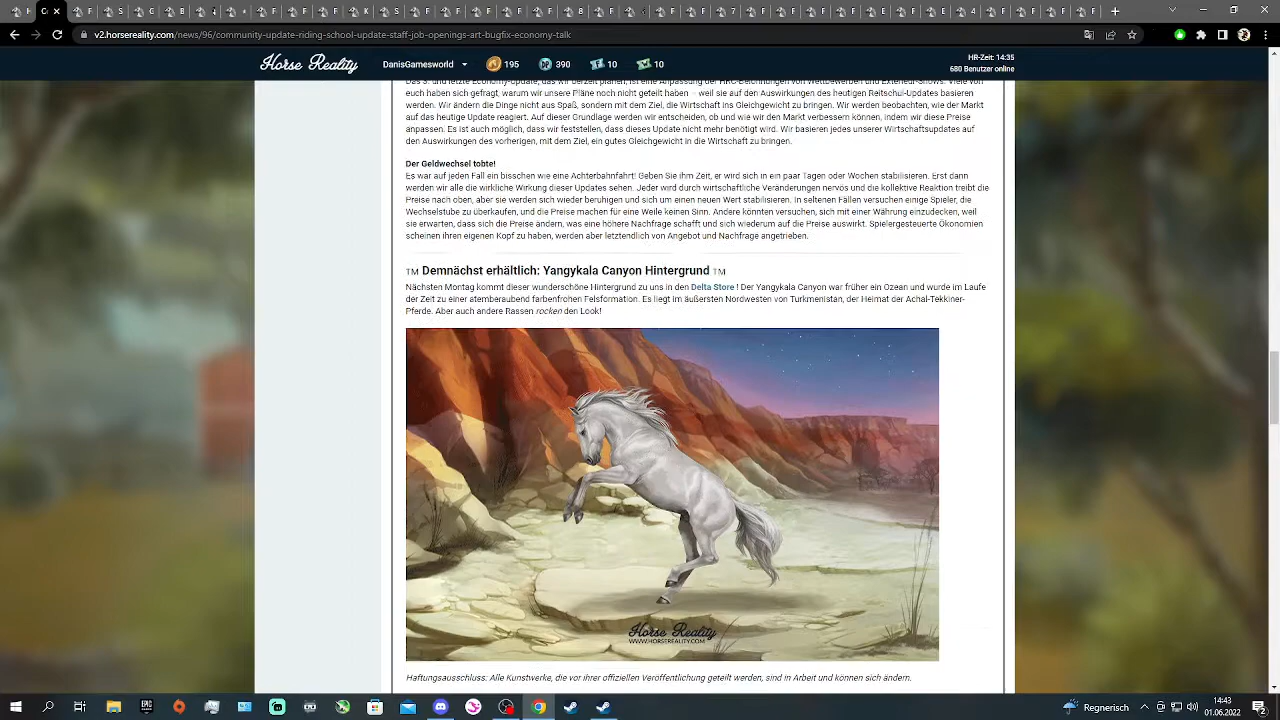 v2.horsereality.com/news/96/community-update-riding-school-update-staff-job-openings-art-bugfix-economy-talk
Horse Reality DanisGamesworld 195 390 10 10 HR-Zeit: 14:35
680 Benutzer online
euch haben sich gefragt, warum wir unsere Pläne noch nicht geteilt haben – weil sie auf den Auswirkungen des heutigen Reitschul-Updates basieren
werden. Wir ändern die Dinge nicht aus Spaß, sondern mit dem Ziel, die Wirtschaft ins Gleichgewicht zu bringen. Wir werden beobachten, wie der Markt
auf das heutige Update reagiert. Auf dieser Grundlage werden wir entscheiden, ob und wie wir den Markt verbessern können, indem wir diese Preise
anpassen. Es ist auch möglich, dass wir feststellen, dass dieses Update nicht mehr benötigt wird. Wir basieren jedes unserer Wirtschaftsupdates auf
den Auswirkungen des vorherigen, mit dem Ziel, ein gutes Gleichgewicht in die Wirtschaft zu bringen.
Der Geldwechsel tobte!
Es war auf jeden Fall ein bisschen wie eine Achterbahnfahrt! Geben Sie ihm Zeit, er wird sich in ein paar Tagen oder Wochen stabilisieren. Erst dann
werden wir alle die wirkliche Wirkung dieser Updates sehen. Jeder wird durch wirtschaftliche Veränderungen nervös und die kollektive Reaktion treibt die
Preise nach oben, aber sie werden sich wieder beruhigen und sich um einen neuen Wert stabilisieren. In seltenen Fällen versuchen einige Spieler, die
Wechselstube zu überkaufen, und die Preise machen für eine Weile keinen Sinn. Andere könnten versuchen, sich mit einer Währung einzudecken, weil
sie erwarten, dass sich die Preise ändern, was eine höhere Nachfrage schafft und sich wiederum auf die Preise auswirkt. Spielergesteuerte Ökonomien
scheinen ihren eigenen Kopf zu haben, werden aber letztendlich von Angebot und Nachfrage angetrieben.
TM Demnächst erhältlich: Yangykala Canyon Hintergrund TM
Nächsten Montag kommt dieser wunderschöne Hintergrund zu uns in den Delta Store ! Der Yangykala Canyon war früher ein Ozean und wurde im Laufe
der Zeit zu einer atemberaubend farbenfrohen Felsformation. Es liegt im äußersten Nordwesten von Turkmenistan, der Heimat der Achal-Tekkiner-
Pferde. Aber auch andere Rassen rocken den Look!
Horse Reality
WWW.HORSEREALITY.COM
Haftungsausschluss: Alle Kunstwerke, die vor ihrer offiziellen Veröffentlichung geteilt werden, sind in Arbeit und können sich ändern.
Regnerisch 14:43
01.06.2022